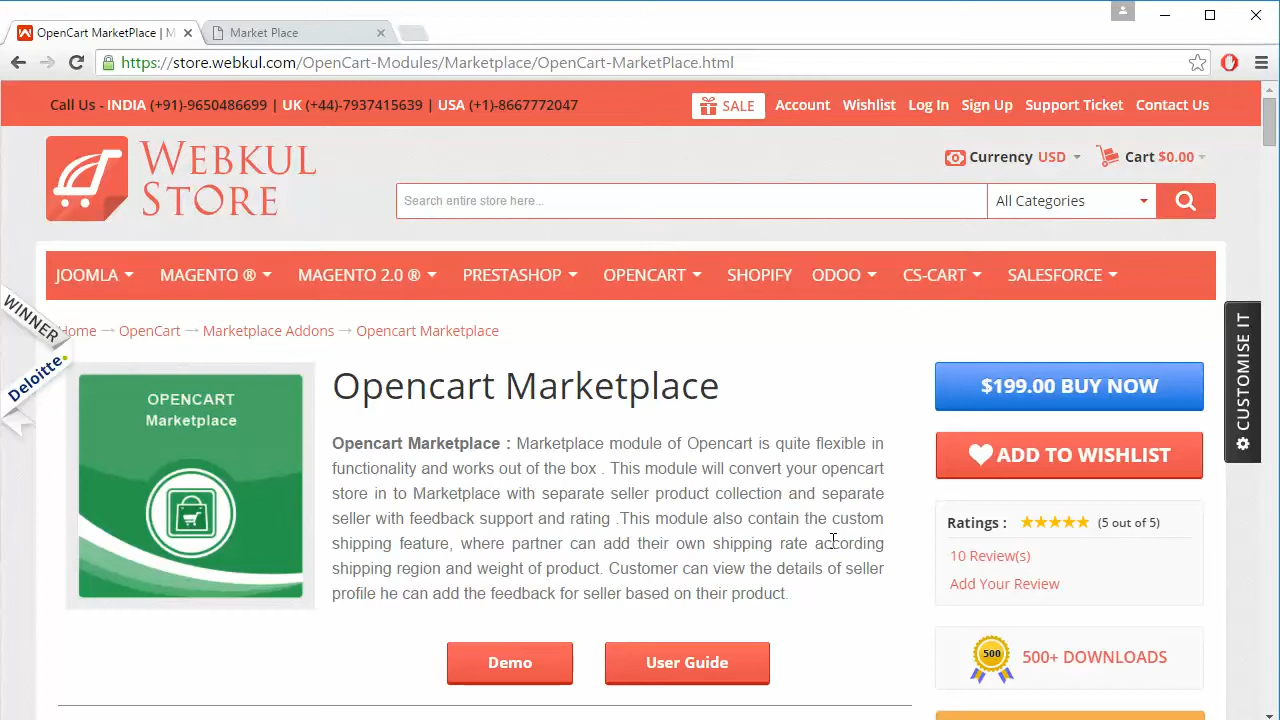 OpenCart MarketPlace | M
Market Place
https://store.webkul.com/OpenCart-Modules/Marketplace/OpenCart-MarketPlace.html
Call Us - INDIA (+91)-9650486699 | UK (+44)-7937415639 | USA (+1)-8667772047
SALE Account Wishlist Log In Sign Up Support Ticket Contact Us
WEBKUL
STORE
Currency USD Cart $0.00
Search entire store here... All Categories
JOOMLA MAGENTO ® MAGENTO 2.0 ® PRESTASHOP OPENCART SHOPIFY ODOO CS-CART SALESFORCE
WINNER
Deloitte.
Home → OpenCart → Marketplace Addons → Opencart Marketplace
OPENCART
Marketplace
Opencart Marketplace
Opencart Marketplace : Marketplace module of Opencart is quite flexible in
functionality and works out of the box . This module will convert your opencart
store in to Marketplace with separate seller product collection and separate
seller with feedback support and rating .This module also contain the custom
shipping feature, where partner can add their own shipping rate according
shipping region and weight of product. Customer can view the details of seller
profile he can add the feedback for seller based on their product.
Demo User Guide
$199.00 BUY NOW
ADD TO WISHLIST
Ratings : (5 out of 5)
10 Review(s)
Add Your Review
500 500+ DOWNLOADS
CUSTOMISE IT